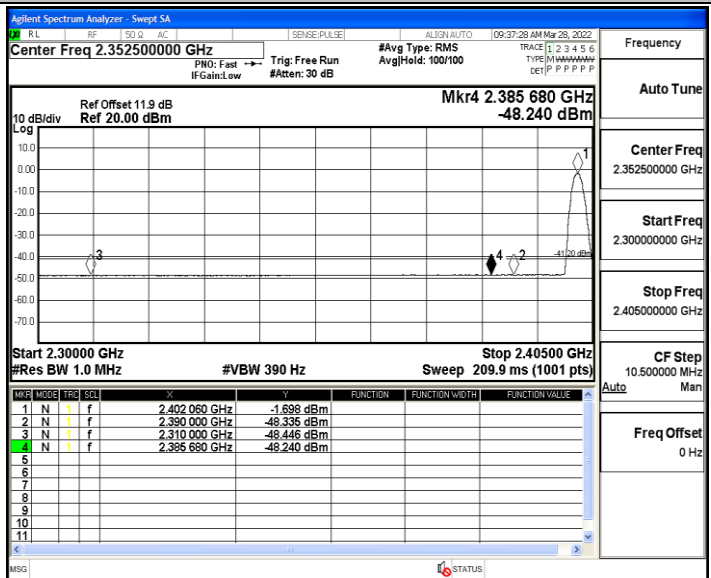 Agilent Spectrum Analyzer - Swept SA
LXI RL RF 50 Ω AC SENSE:PULSE ALIGN AUTO 09:37:28 AM Mar 28, 2022
Center Freq 2.352500000 GHz #Avg Type: RMS TRACE 1 2 3 4 5 6 Frequency
PNO: Fast Trig: Free Run Avg|Hold: 100/100 TYPE M WWWWW
IFGain:Low #Atten: 30 dB DET P P P P P P
Auto Tune
Ref Offset 11.9 dB Mkr4 2.385 680 GHz
10 dB/div Ref 20.00 dBm -48.240 dBm
Log
10.0
0.00
-10.0
-20.0
-30.0
-40.0
-50.0
-60.0
-70.0
1
3
4
2
-41.20 dBm
Center Freq
2.352500000 GHz
Start Freq
2.300000000 GHz
Stop Freq
2.405000000 GHz
Start 2.30000 GHz Stop 2.40500 GHz
#Res BW 1.0 MHz #VBW 390 Hz Sweep 209.9 ms (1001 pts)
CF Step
10.500000 MHz
Auto Man
Freq Offset
0 Hz
MKR MODE TRC SCL X Y FUNCTION FUNCTION WIDTH FUNCTION VALUE
1 N 1 f 2.402 060 GHz -1.698 dBm
2 N 1 f 2.390 000 GHz -48.335 dBm
3 N 1 f 2.310 000 GHz -48.446 dBm
4 N 1 f 2.385 680 GHz -48.240 dBm
5
6
7
8
9
10
11
MSG STATUS